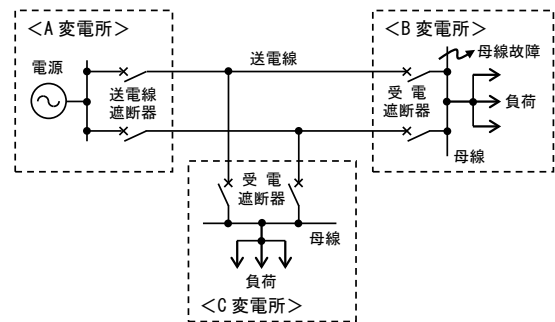 <A 変電所>
電源
送電線
遮断器
送電線
<B 変電所>
母線故障
受 電
遮断器
負荷
母線
受 電
遮断器
母線
負荷
<C 変電所>